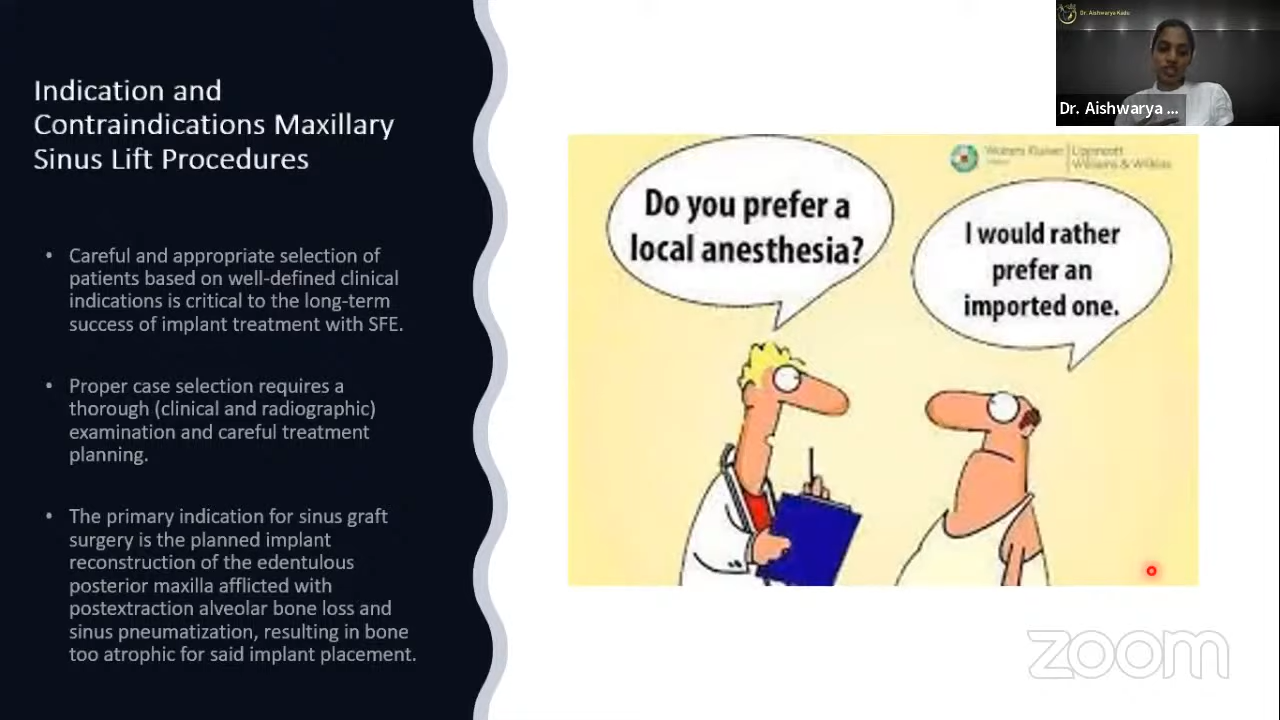 Indication and
Contraindications Maxillary
Sinus Lift Procedures
• Careful and appropriate selection of
patients based on well-defined clinical
indications is critical to the long-term
success of implant treatment with SFE.
• Proper case selection requires a
thorough (clinical and radiographic)
examination and careful treatment
planning.
• The primary indication for sinus graft
surgery is the planned implant
reconstruction of the edentulous
posterior maxilla afflicted with
postextraction alveolar bone loss and
sinus pneumatization, resulting in bone
too atrophic for said implant placement.
Wolters Kluwer
Lippincott
Williams & Wilkins
Do you prefer a
local anesthesia?
I would rather
prefer an
imported one.
Dr. Aishwarya Kadu
Dr. Aishwarya ...
zoom